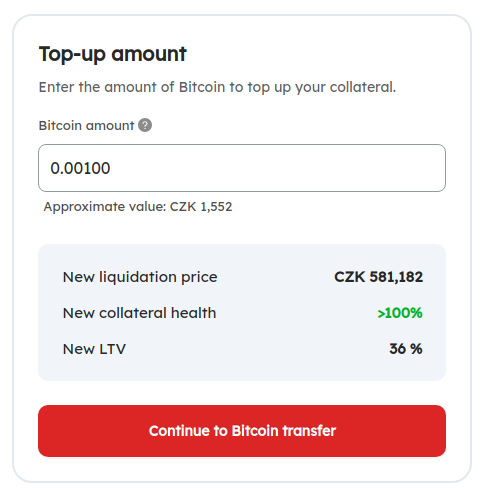 Top-up amount
Enter the amount of Bitcoin to top up your collateral.
Bitcoin amount ?
0.00100
Approximate value: CZK 1,552
New liquidation price CZK 581,182
New collateral health >100%
New LTV 36 %
Continue to Bitcoin transfer